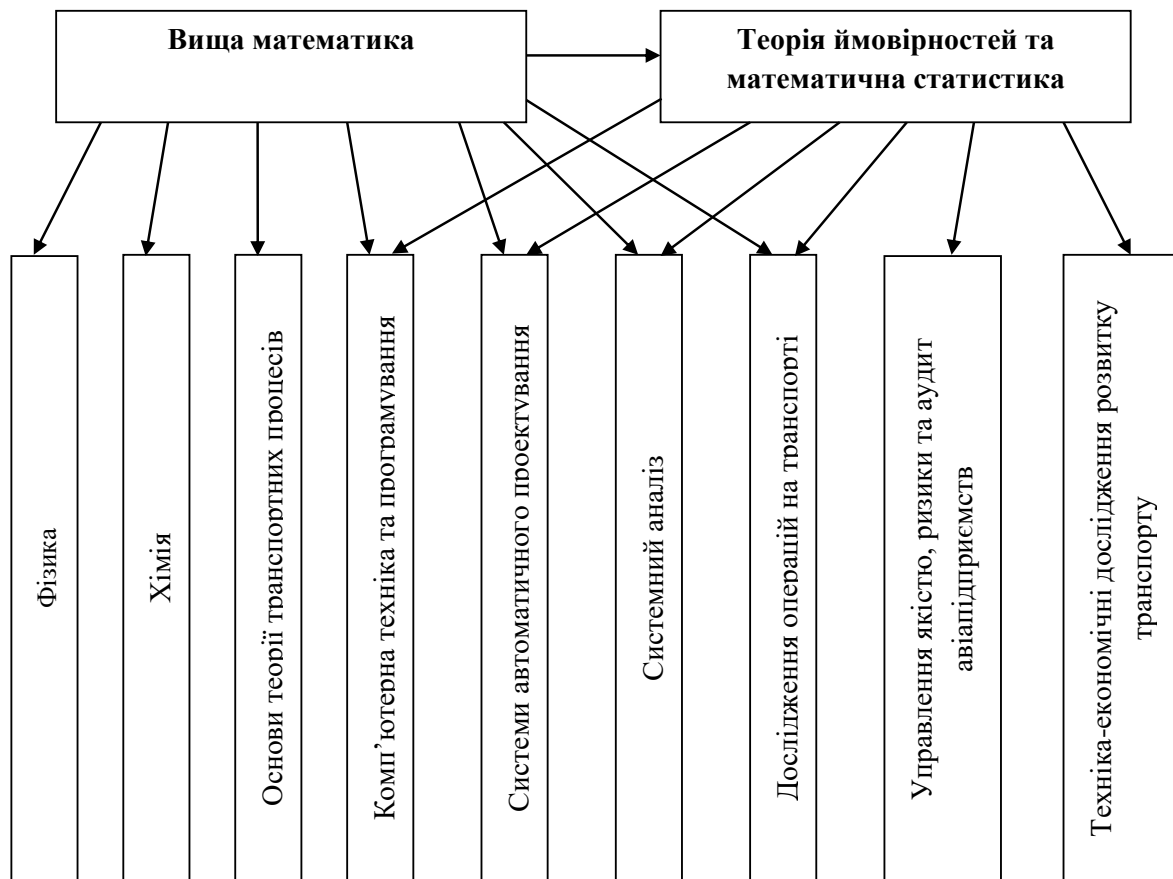 Вища математика
Теорія ймовірностей та
математична статистика
Фізика
Хімія
Основи теорії транспортних процесів
Комп’ютерна техніка та програмування
Системи автоматичного проектування
Системний аналіз
Дослідження операцій на транспорті
Управління якістю, ризики та аудит
авіапідприємств
Техніка-економічні дослідження розвитку
транспорту